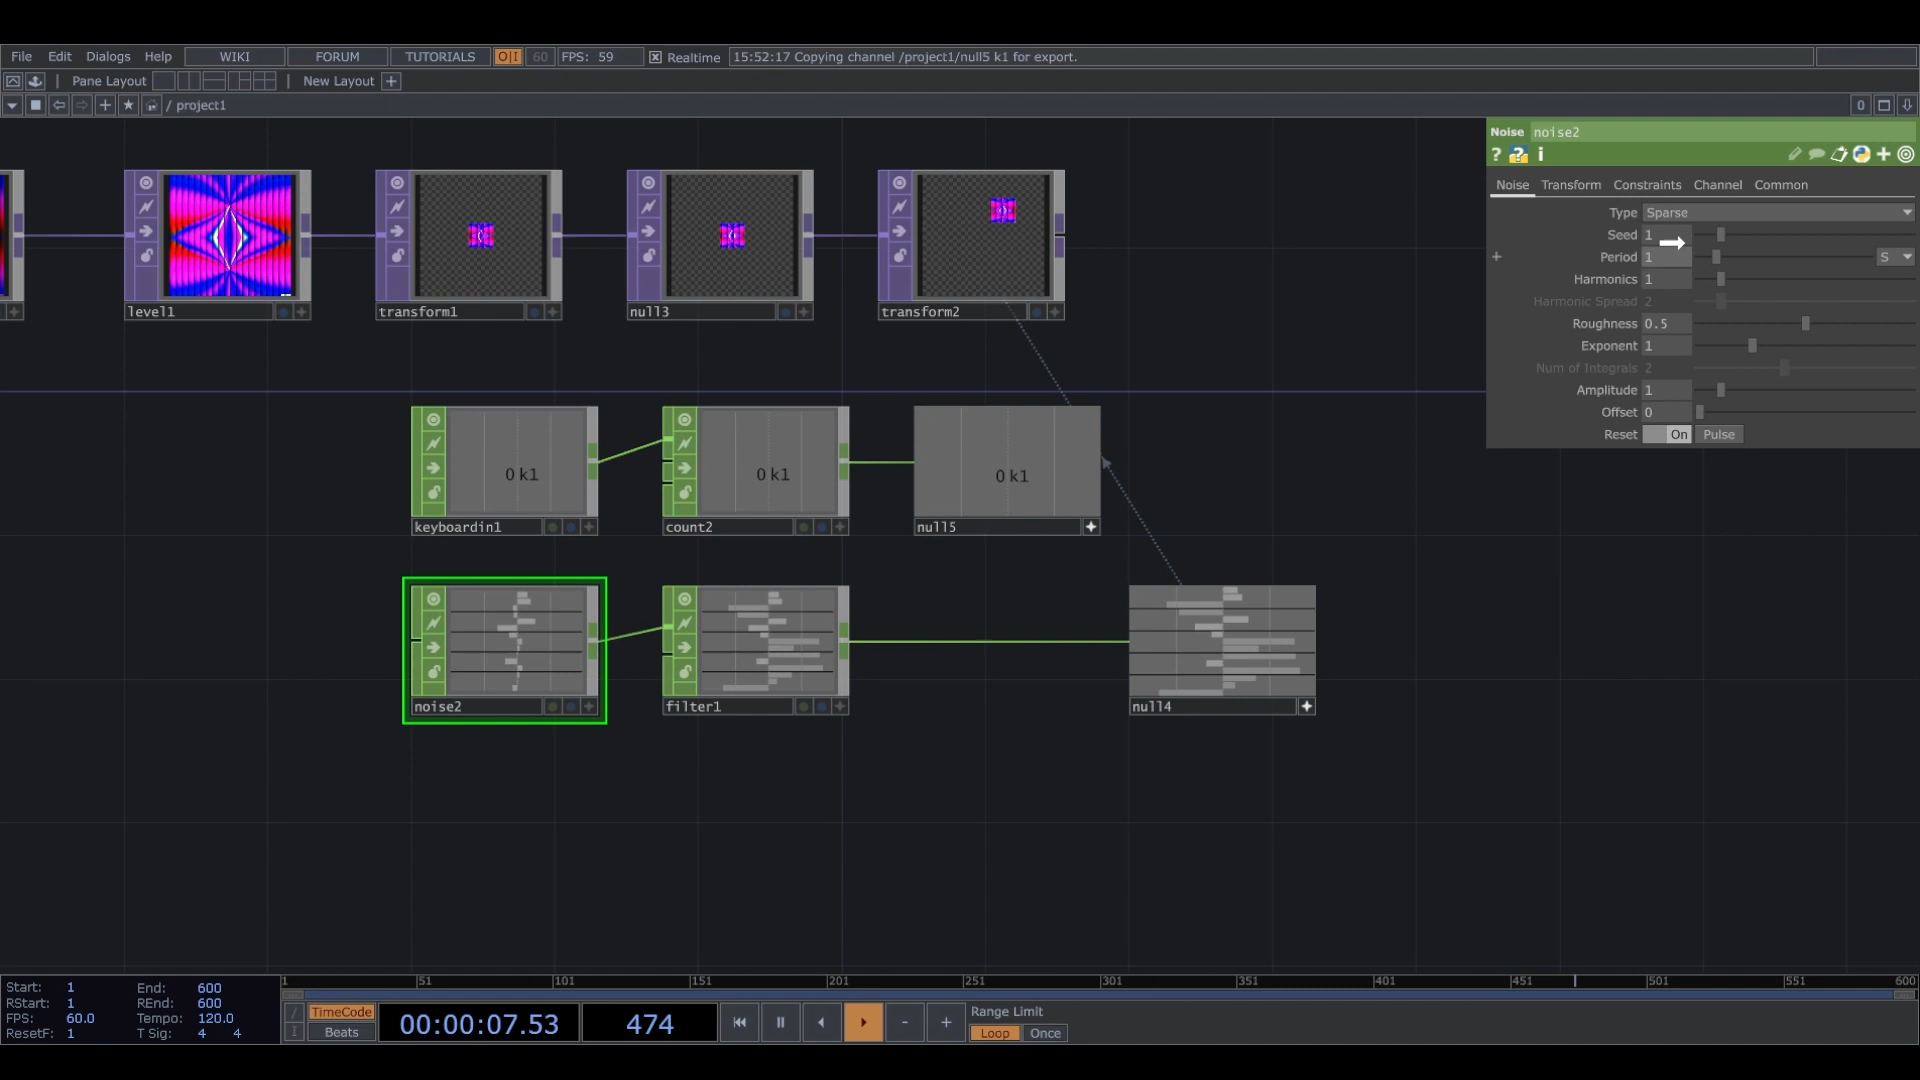 File Edit Dialogs Help WIKI FORUM TUTORIALS O|I 60 FPS: 59 Realtime 15:52:17 Copying channel /project1/null5 k1 for export.
Pane Layout New Layout +
/ project1 0
Noise noise2
? ? i
Noise Transform Constraints Channel Common
Type Sparse
Seed 1
Period 1 S
Harmonics 1
Harmonic Spread 2
Roughness 0.5
Exponent 1
Num of Integrals 2
Amplitude 1
Offset 0
Reset On Pulse
level1 transform1 null3 transform2
0 k1 0 k1 0 k1
keyboardin1 count2 null5
noise2 filter1 null4
1 51 101 151 201 251 301 351 401 451 501 551 600
Start: 1 End: 600
RStart: 1 REnd: 600
FPS: 60.0 Tempo: 120.0
ResetF: 1 T Sig: 4 4
TimeCode
Beats
00:00:07.53 474
- +
Range Limit
Loop Once